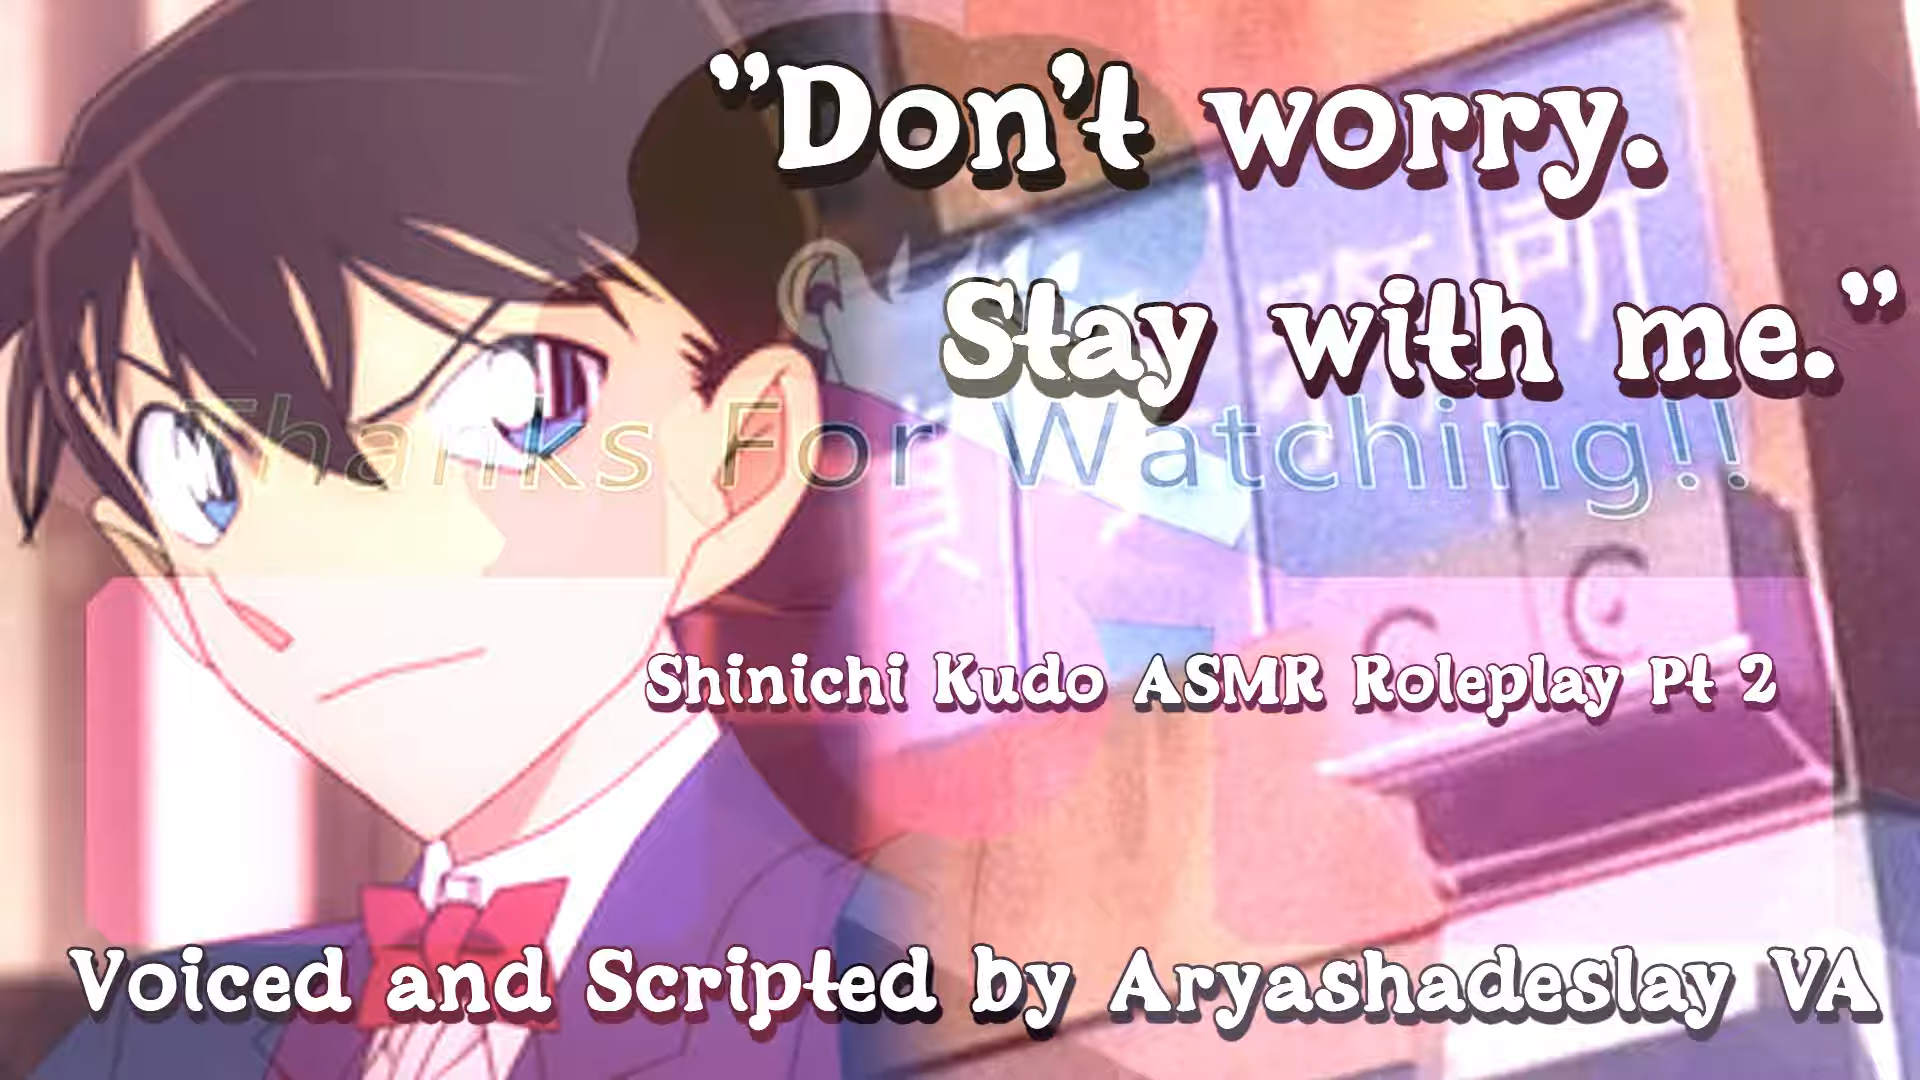 "Don't worry.
Stay with me."
Thanks For Watching!!
Shinichi Kudo ASMR Roleplay Pt 2
Voiced and Scripted by Aryashadeslay VA